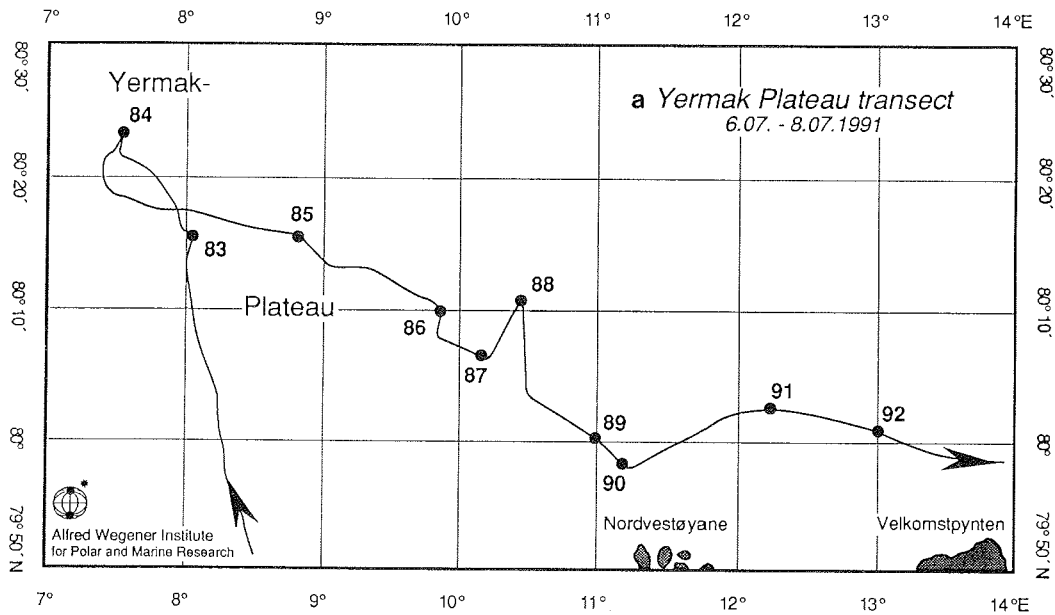 7° 8° 9° 10° 11° 12° 13° 14°E
80° 30´ 80° 30´
Yermak-
a Yermak Plateau transect
6.07. - 8.07.1991
84
80° 20´ 80° 20´
85
83
88
Plateau
80° 10´ 80° 10´
86
87
91
89
92
80° 80°
90
Alfred Wegener Institute
for Polar and Marine Research
Nordvestøyane
Velkomstpynten
79° 50´ N 79° 50´ N
7° 8° 9° 10° 11° 12° 13° 14°E